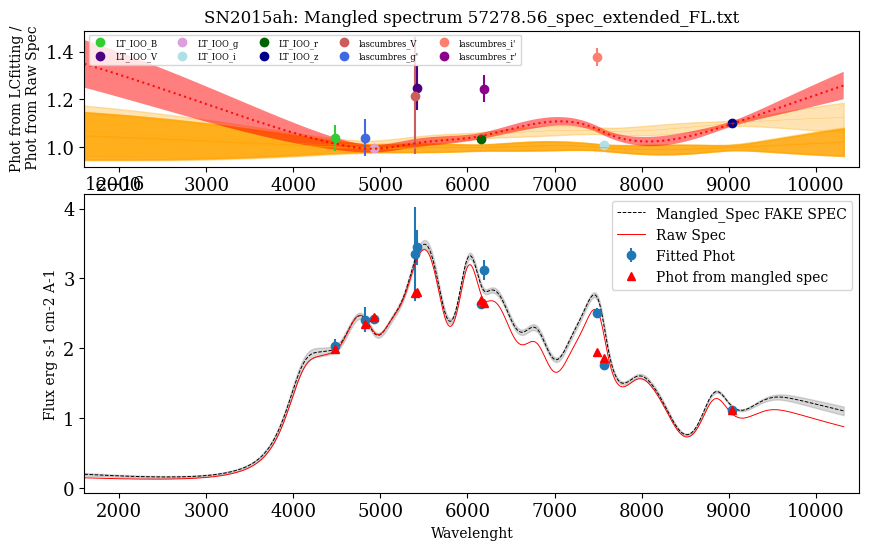 SN2015ah: Mangled spectrum 57278.56_spec_extended_FL.txt
Phot from LCfitting /
Phot from Raw Spec
1.4
1.2
1.0
LT_IOO_B LT_IOO_g LT_IOO_r lascumbres_V lascumbres_i'
LT_IOO_V LT_IOO_i LT_IOO_z lascumbres_g' lascumbres_r'
2000 3000 4000 5000 6000 7000 8000 9000 10000
1e−16
Flux erg s-1 cm-2 A-1
4
3
2
1
0
Mangled_Spec FAKE SPEC
Raw Spec
Fitted Phot
Phot from mangled spec
2000 3000 4000 5000 6000 7000 8000 9000 10000
Wavelenght